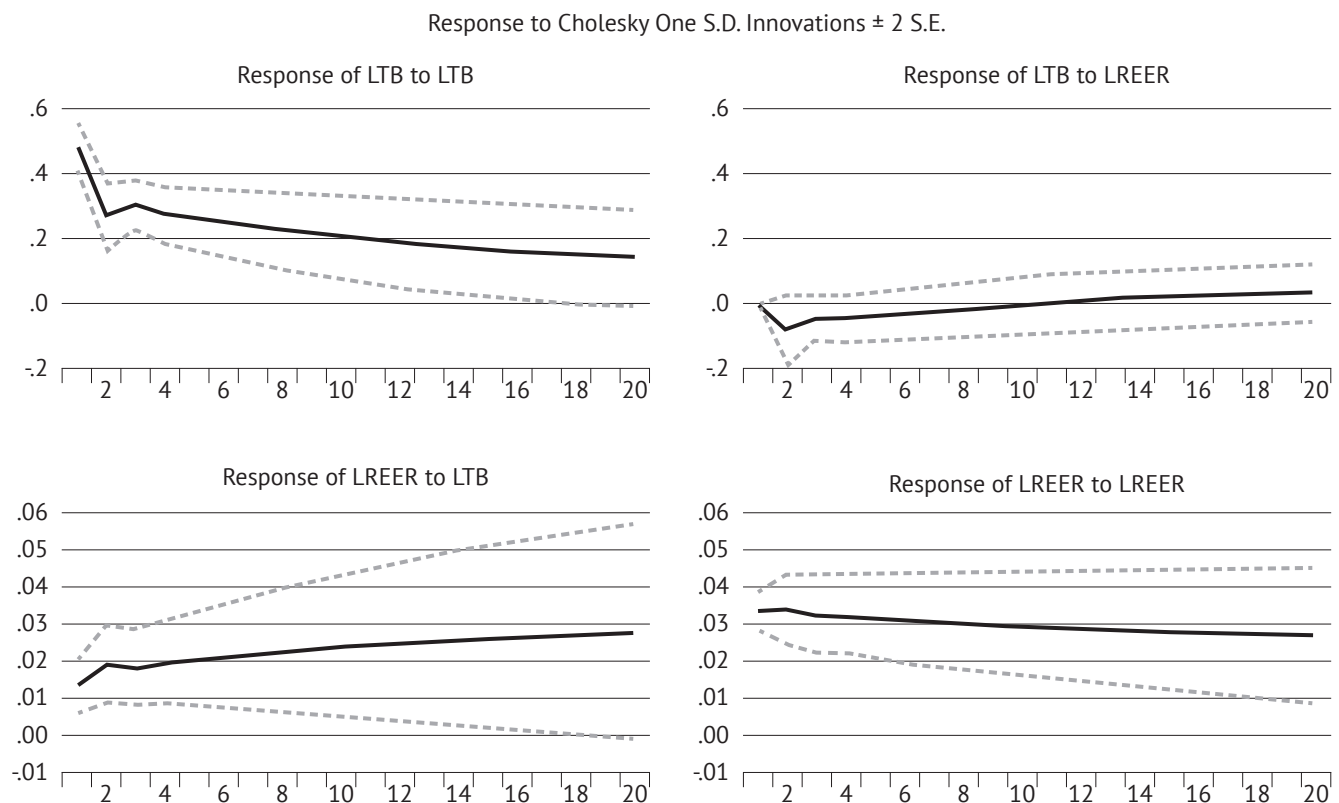 Response to Cholesky One S.D. Innovations ± 2 S.E.
Response of LTB to LTB
.6
.4
.2
.0
-.2
2 4 6 8 10 12 14 16 18 20
Response of LTB to LREER
.6
.4
.2
.0
-.2
2 4 6 8 10 12 14 16 18 20
Response of LREER to LTB
.06
.05
.04
.03
.02
.01
.00
-.01
2 4 6 8 10 12 14 16 18 20
Response of LREER to LREER
.06
.05
.04
.03
.02
.01
.00
-.01
2 4 6 8 10 12 14 16 18 20